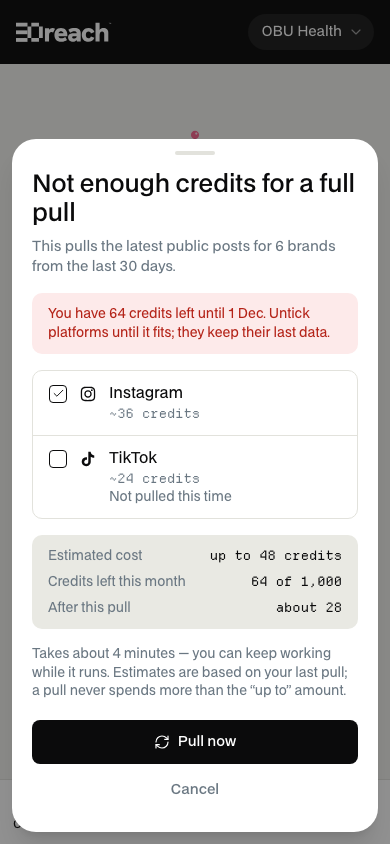 EOreach
OBU Health
Not enough credits for a full
pull
This pulls the latest public posts for 6 brands
from the last 30 days.
You have 64 credits left until 1 Dec. Untick
platforms until it fits; they keep their last data.
Instagram
~36 credits
TikTok
~24 credits
Not pulled this time
Estimated cost up to 48 credits
Credits left this month 64 of 1,000
After this pull about 28
Takes about 4 minutes — you can keep working
while it runs. Estimates are based on your last pull;
a pull never spends more than the “up to” amount.
Pull now
Cancel